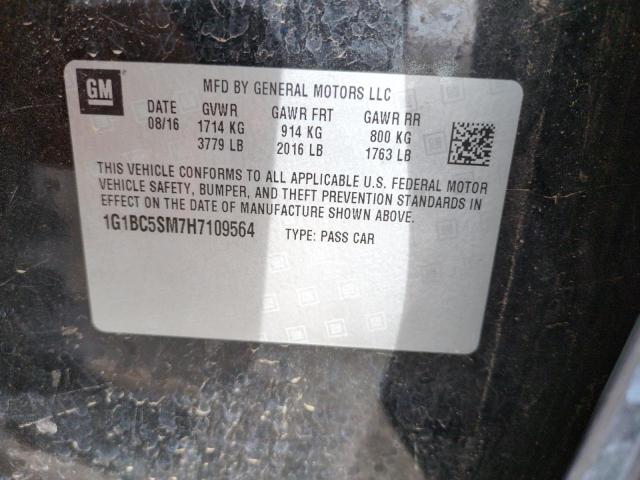 GM
MFD BY GENERAL MOTORS LLC
DATE GVWR GAWR FRT GAWR RR
08/16 1714 KG 914 KG 800 KG
3779 LB 2016 LB 1763 LB
THIS VEHICLE CONFORMS TO ALL APPLICABLE U.S. FEDERAL MOTOR
VEHICLE SAFETY, BUMPER, AND THEFT PREVENTION STANDARDS IN
EFFECT ON THE DATE OF MANUFACTURE SHOWN ABOVE.
1G1BC5SM7H7109564 TYPE: PASS CAR